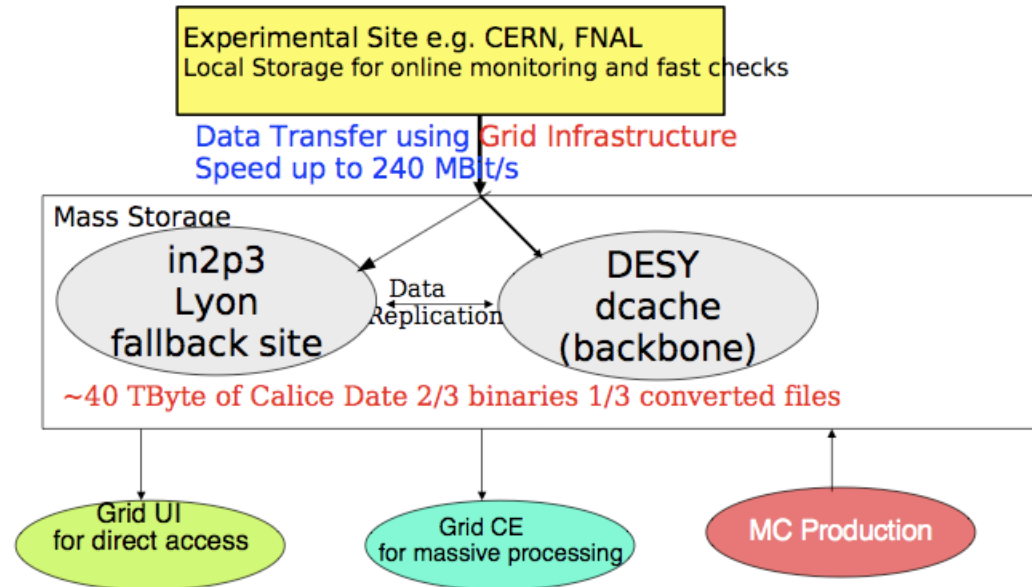 Experimental Site e.g. CERN, FNAL
Local Storage for online monitoring and fast checks
Data Transfer using Grid Infrastructure
Speed up to 240 MBit/s
Mass Storage
in2p3
Lyon
fallback site
Data
Replication
DESY
dcache
(backbone)
~40 TByte of Calice Date 2/3 binaries 1/3 converted files
Grid UI
for direct access
Grid CE
for massive processing
MC Production